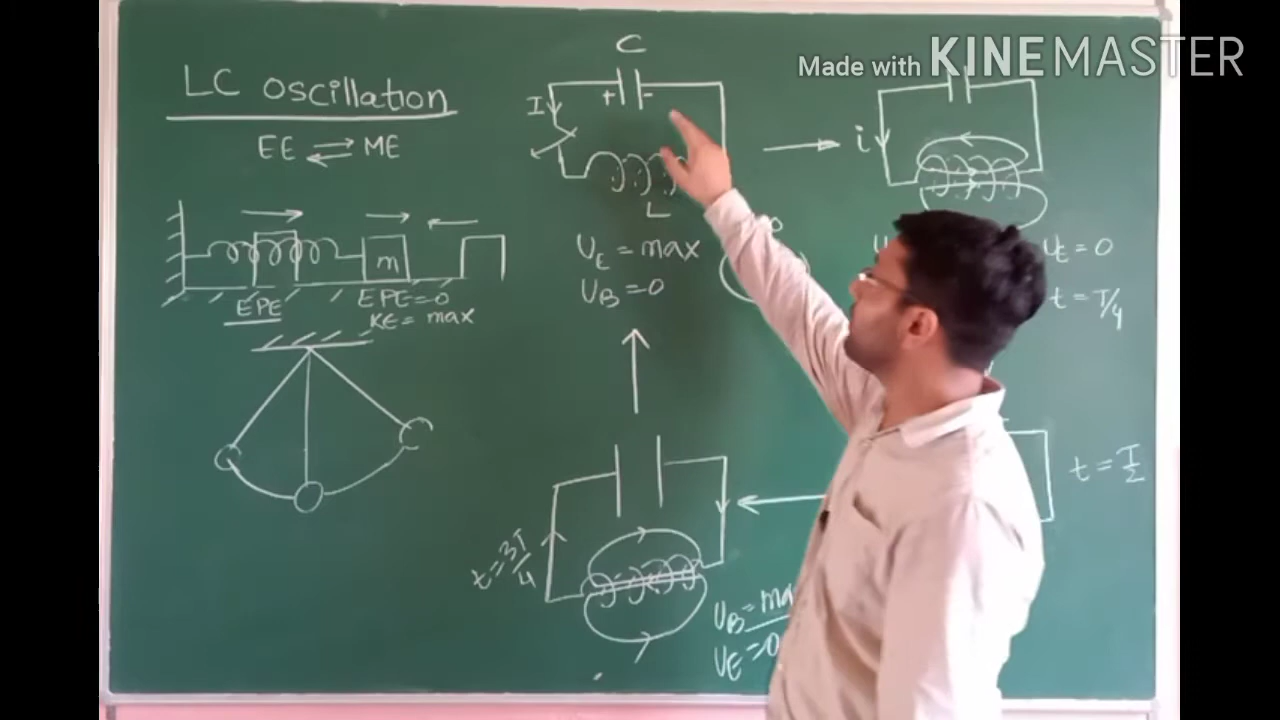 Made with KINEMASTER
LC oscillation
EE ⇌ ME
EPE
m
EPE=0
KE= max
C
+ -
I
L
U_E = max
U_B = 0
i
U_E = 0
t = T/4
t = T/2
t = 3T/4
U_B = ma
U_E = 0